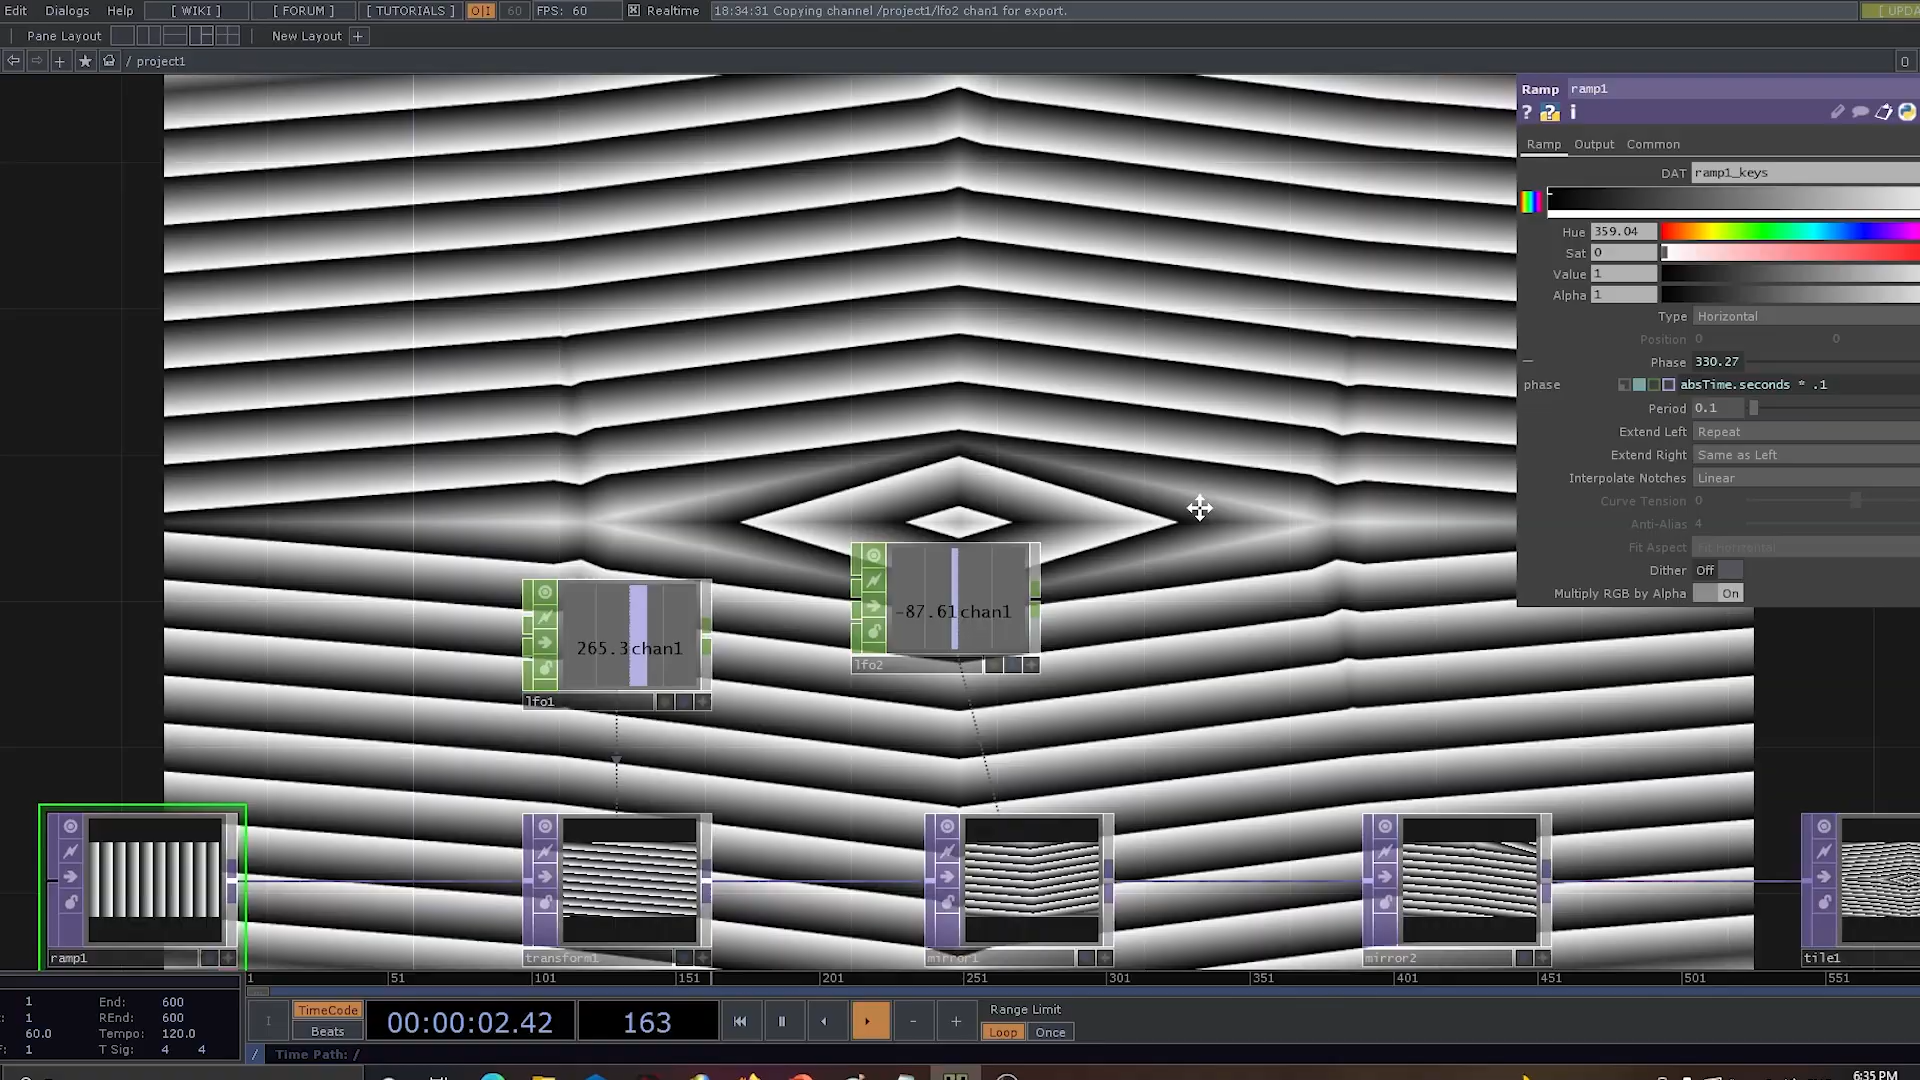 Edit Dialogs Help [ WIKI ] [ FORUM ] [ TUTORIALS ] O|I 60 FPS: 60 Realtime 18:34:31 Copying channel /project1/lfo2 chan1 for export.
Pane Layout New Layout +
/ project1
Ramp ramp1
Ramp Output Common
DAT ramp1_keys
Hue 359.04
Sat 0
Value 1
Alpha 1
Type Horizontal
Position 0 0
Phase 330.27
phase absTime.seconds * .1
Period 0.1
Extend Left Repeat
Extend Right Same as Left
Interpolate Notches Linear
Curve Tension 0
Anti-Alias 4
Fit Aspect Fit Horizontal
Dither Off
Multiply RGB by Alpha On
-87.61 chan1
lfo2
265.3 chan1
lfo1
ramp1 transform1 mirror1 mirror2 tile1
1 51 101 151 201 251 301 351 401 451 501 551
1 End: 600
1 REnd: 600
60.0 Tempo: 120.0
1 T Sig: 4 4
TimeCode
Beats
00:00:02.42 163
Range Limit
Loop Once
/ Time Path: /
6:35 PM